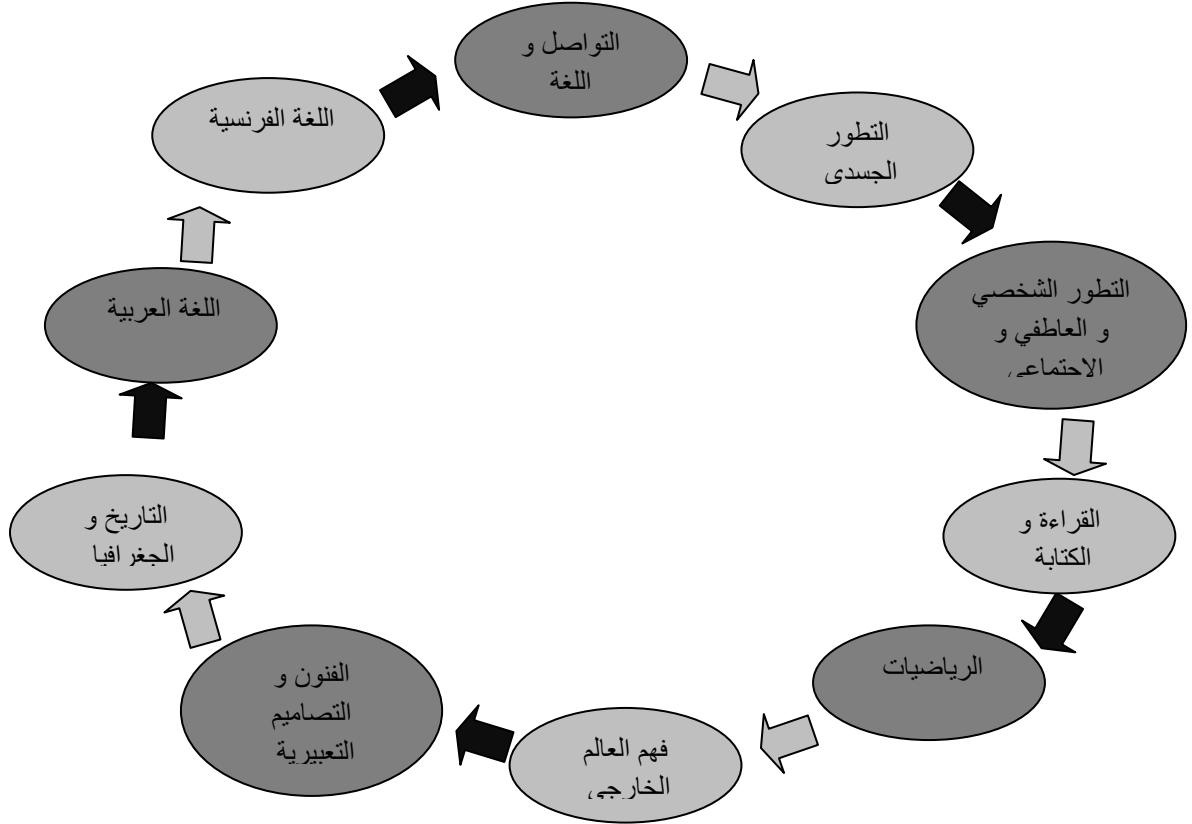 التواصل و
اللغة
التطور
الجسدي
التطور الشخصي
و العاطفي و
الاجتماعي
القراءة و
الكتابة
الرياضيات
فهم العالم
الخارجي
الفنون و
التصاميم
التعبيرية
التاريخ و
الجغرافيا
اللغة العربية
اللغة الفرنسية